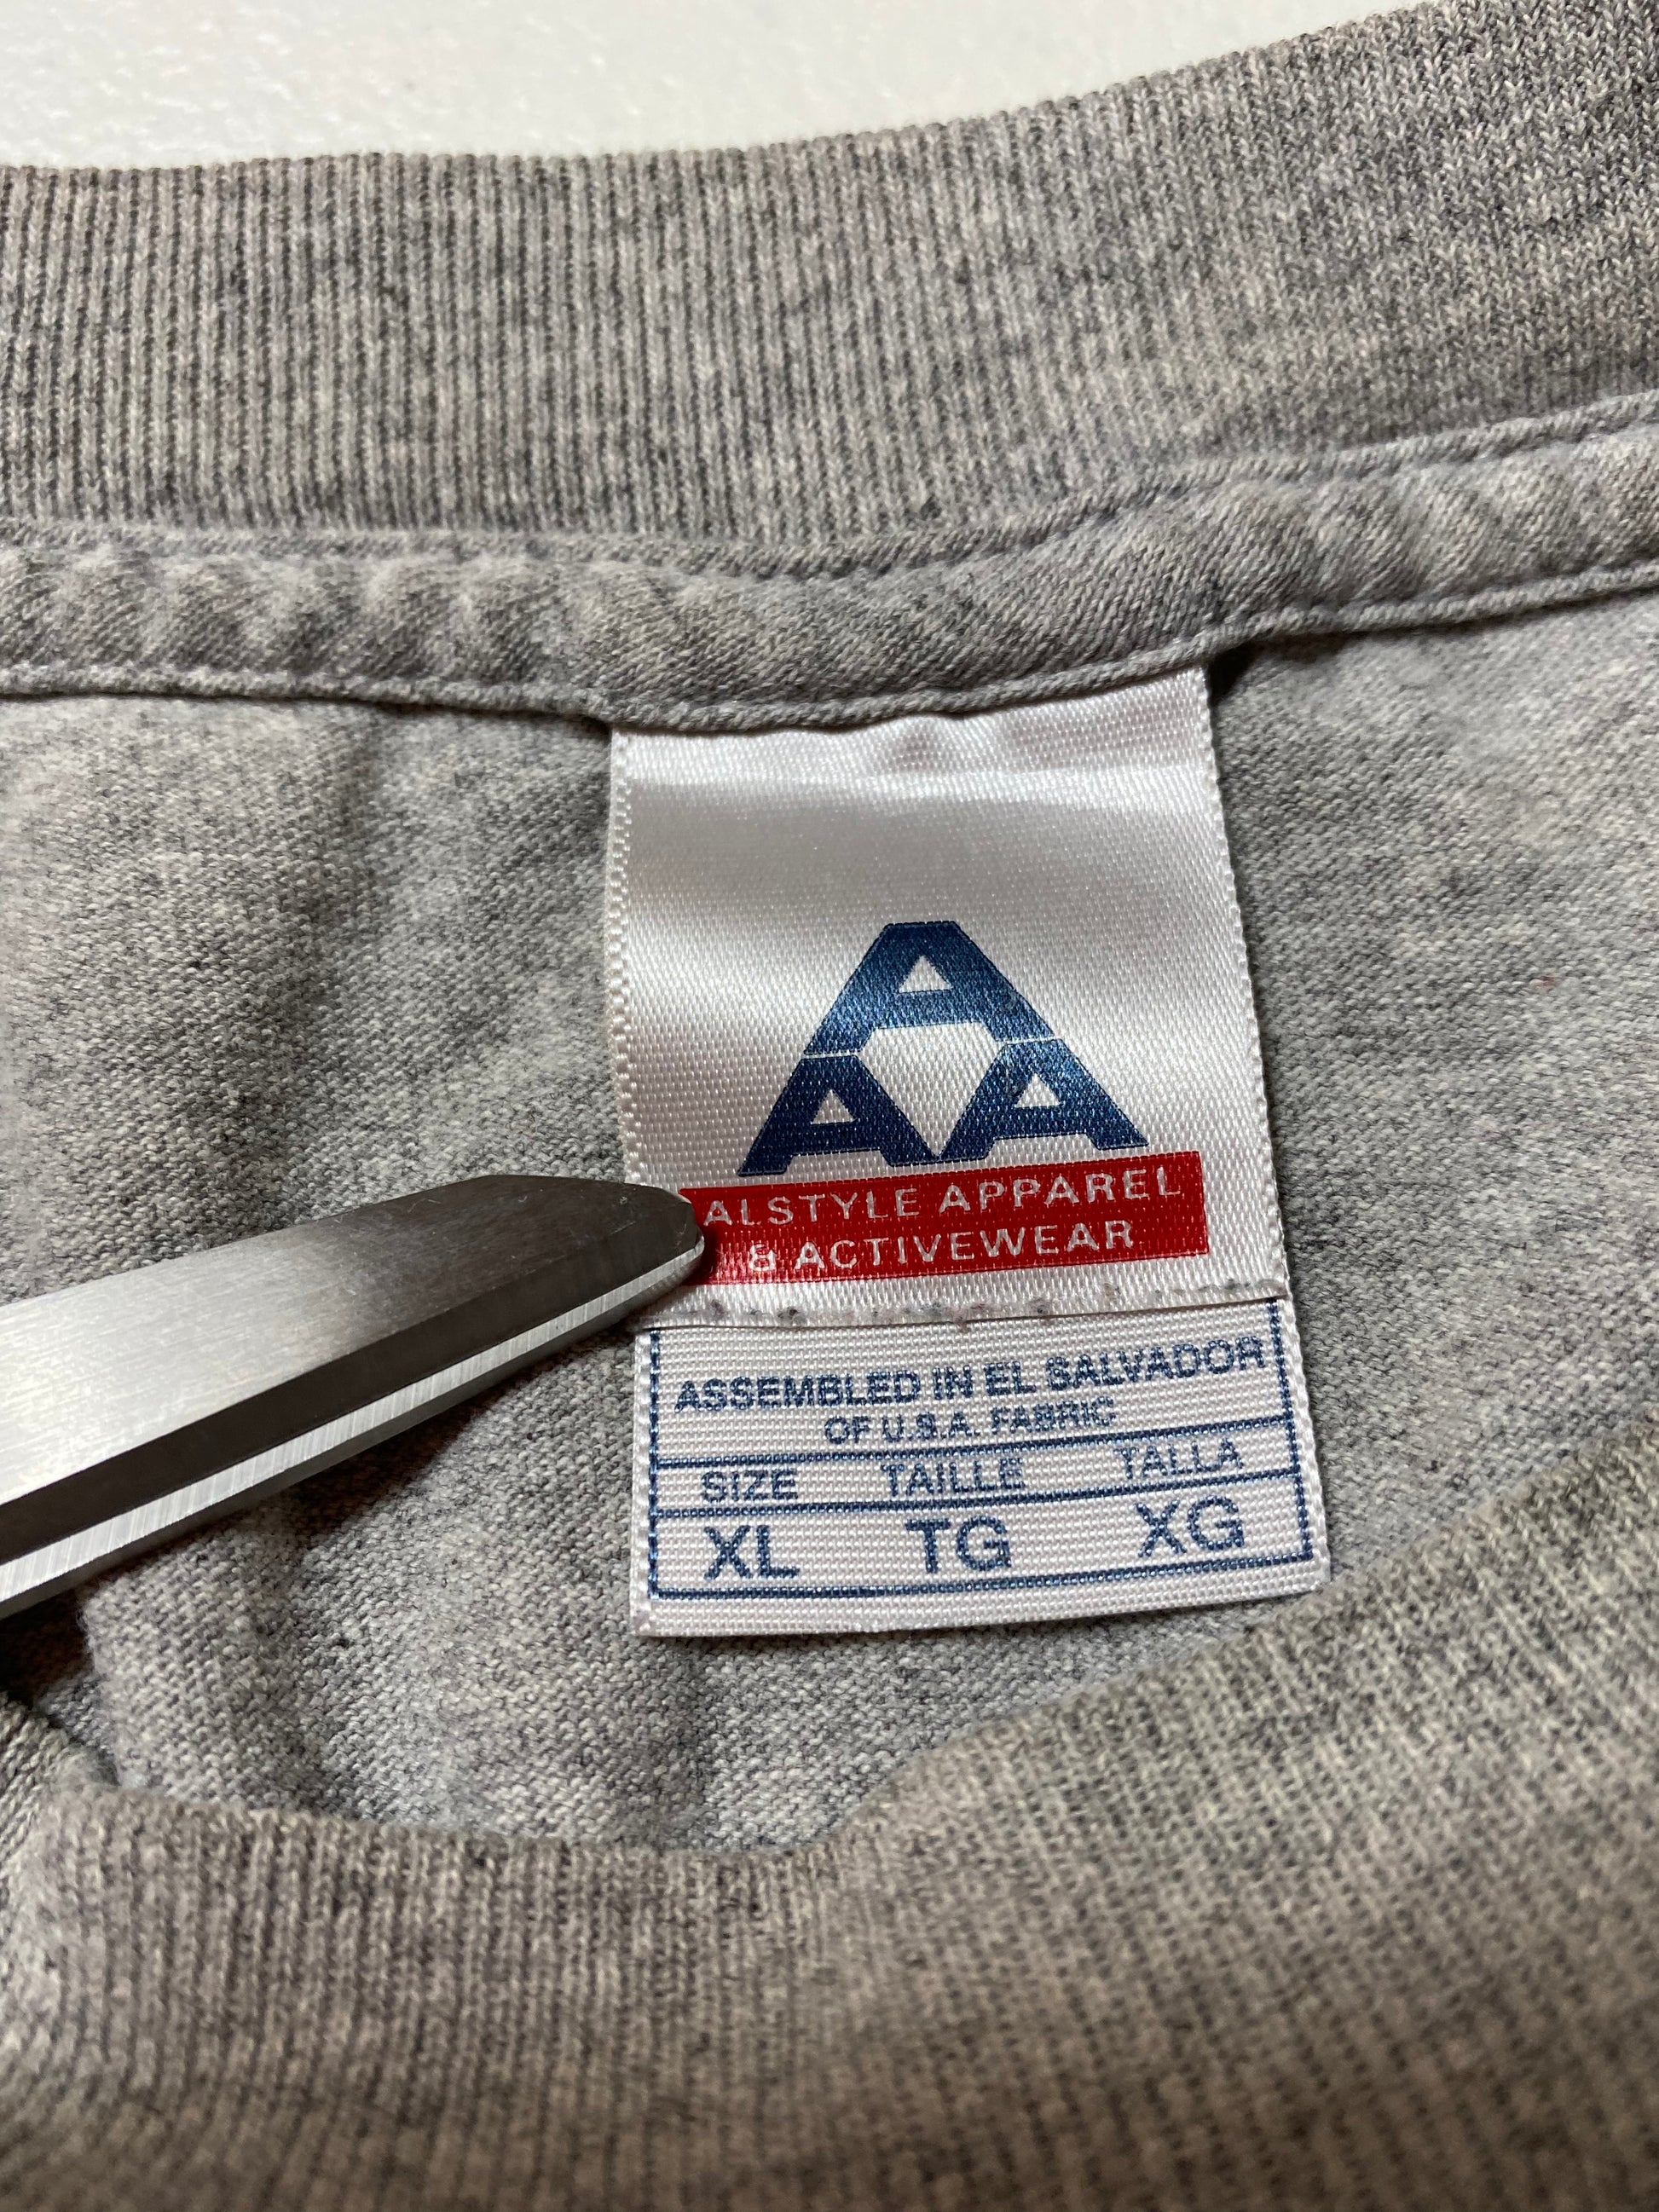 A
A A
ALSTYLE APPAREL
& ACTIVEWEAR
ASSEMBLED IN EL SALVADOR
OF U.S.A. FABRIC
SIZE TAILLE TALLA
XL TG XG